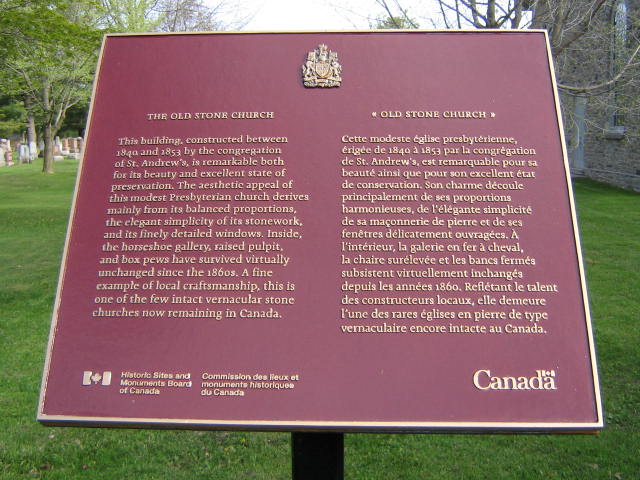 THE OLD STONE CHURCH
This building, constructed between
1840 and 1853 by the congregation
of St. Andrew's, is remarkable both
for its beauty and excellent state of
preservation. The aesthetic appeal of
this modest Presbyterian church derives
mainly from its balanced proportions,
the elegant simplicity of its stonework,
and its finely detailed windows. Inside,
the horseshoe gallery, raised pulpit,
and box pews have survived virtually
unchanged since the 1860s. A fine
example of local craftsmanship, this is
one of the few intact vernacular stone
churches now remaining in Canada.
« OLD STONE CHURCH »
Cette modeste église presbytérienne,
érigée de 1840 à 1853 par la congrégation
de St. Andrew's, est remarquable pour sa
beauté ainsi que pour son excellent état
de conservation. Son charme découle
principalement de ses proportions
harmonieuses, de l'élégante simplicité
de sa maçonnerie de pierre et de ses
fenêtres délicatement ouvragées. À
l'intérieur, la galerie en fer à cheval,
la chaire surélevée et les bancs fermés
subsistent virtuellement inchangés
depuis les années 1860. Reflétant le talent
des constructeurs locaux, elle demeure
l'une des rares églises en pierre de type
vernaculaire encore intacte au Canada.
Historic Sites and
Monuments Board
of Canada
Commission des lieux et
monuments historiques
du Canada
Canada